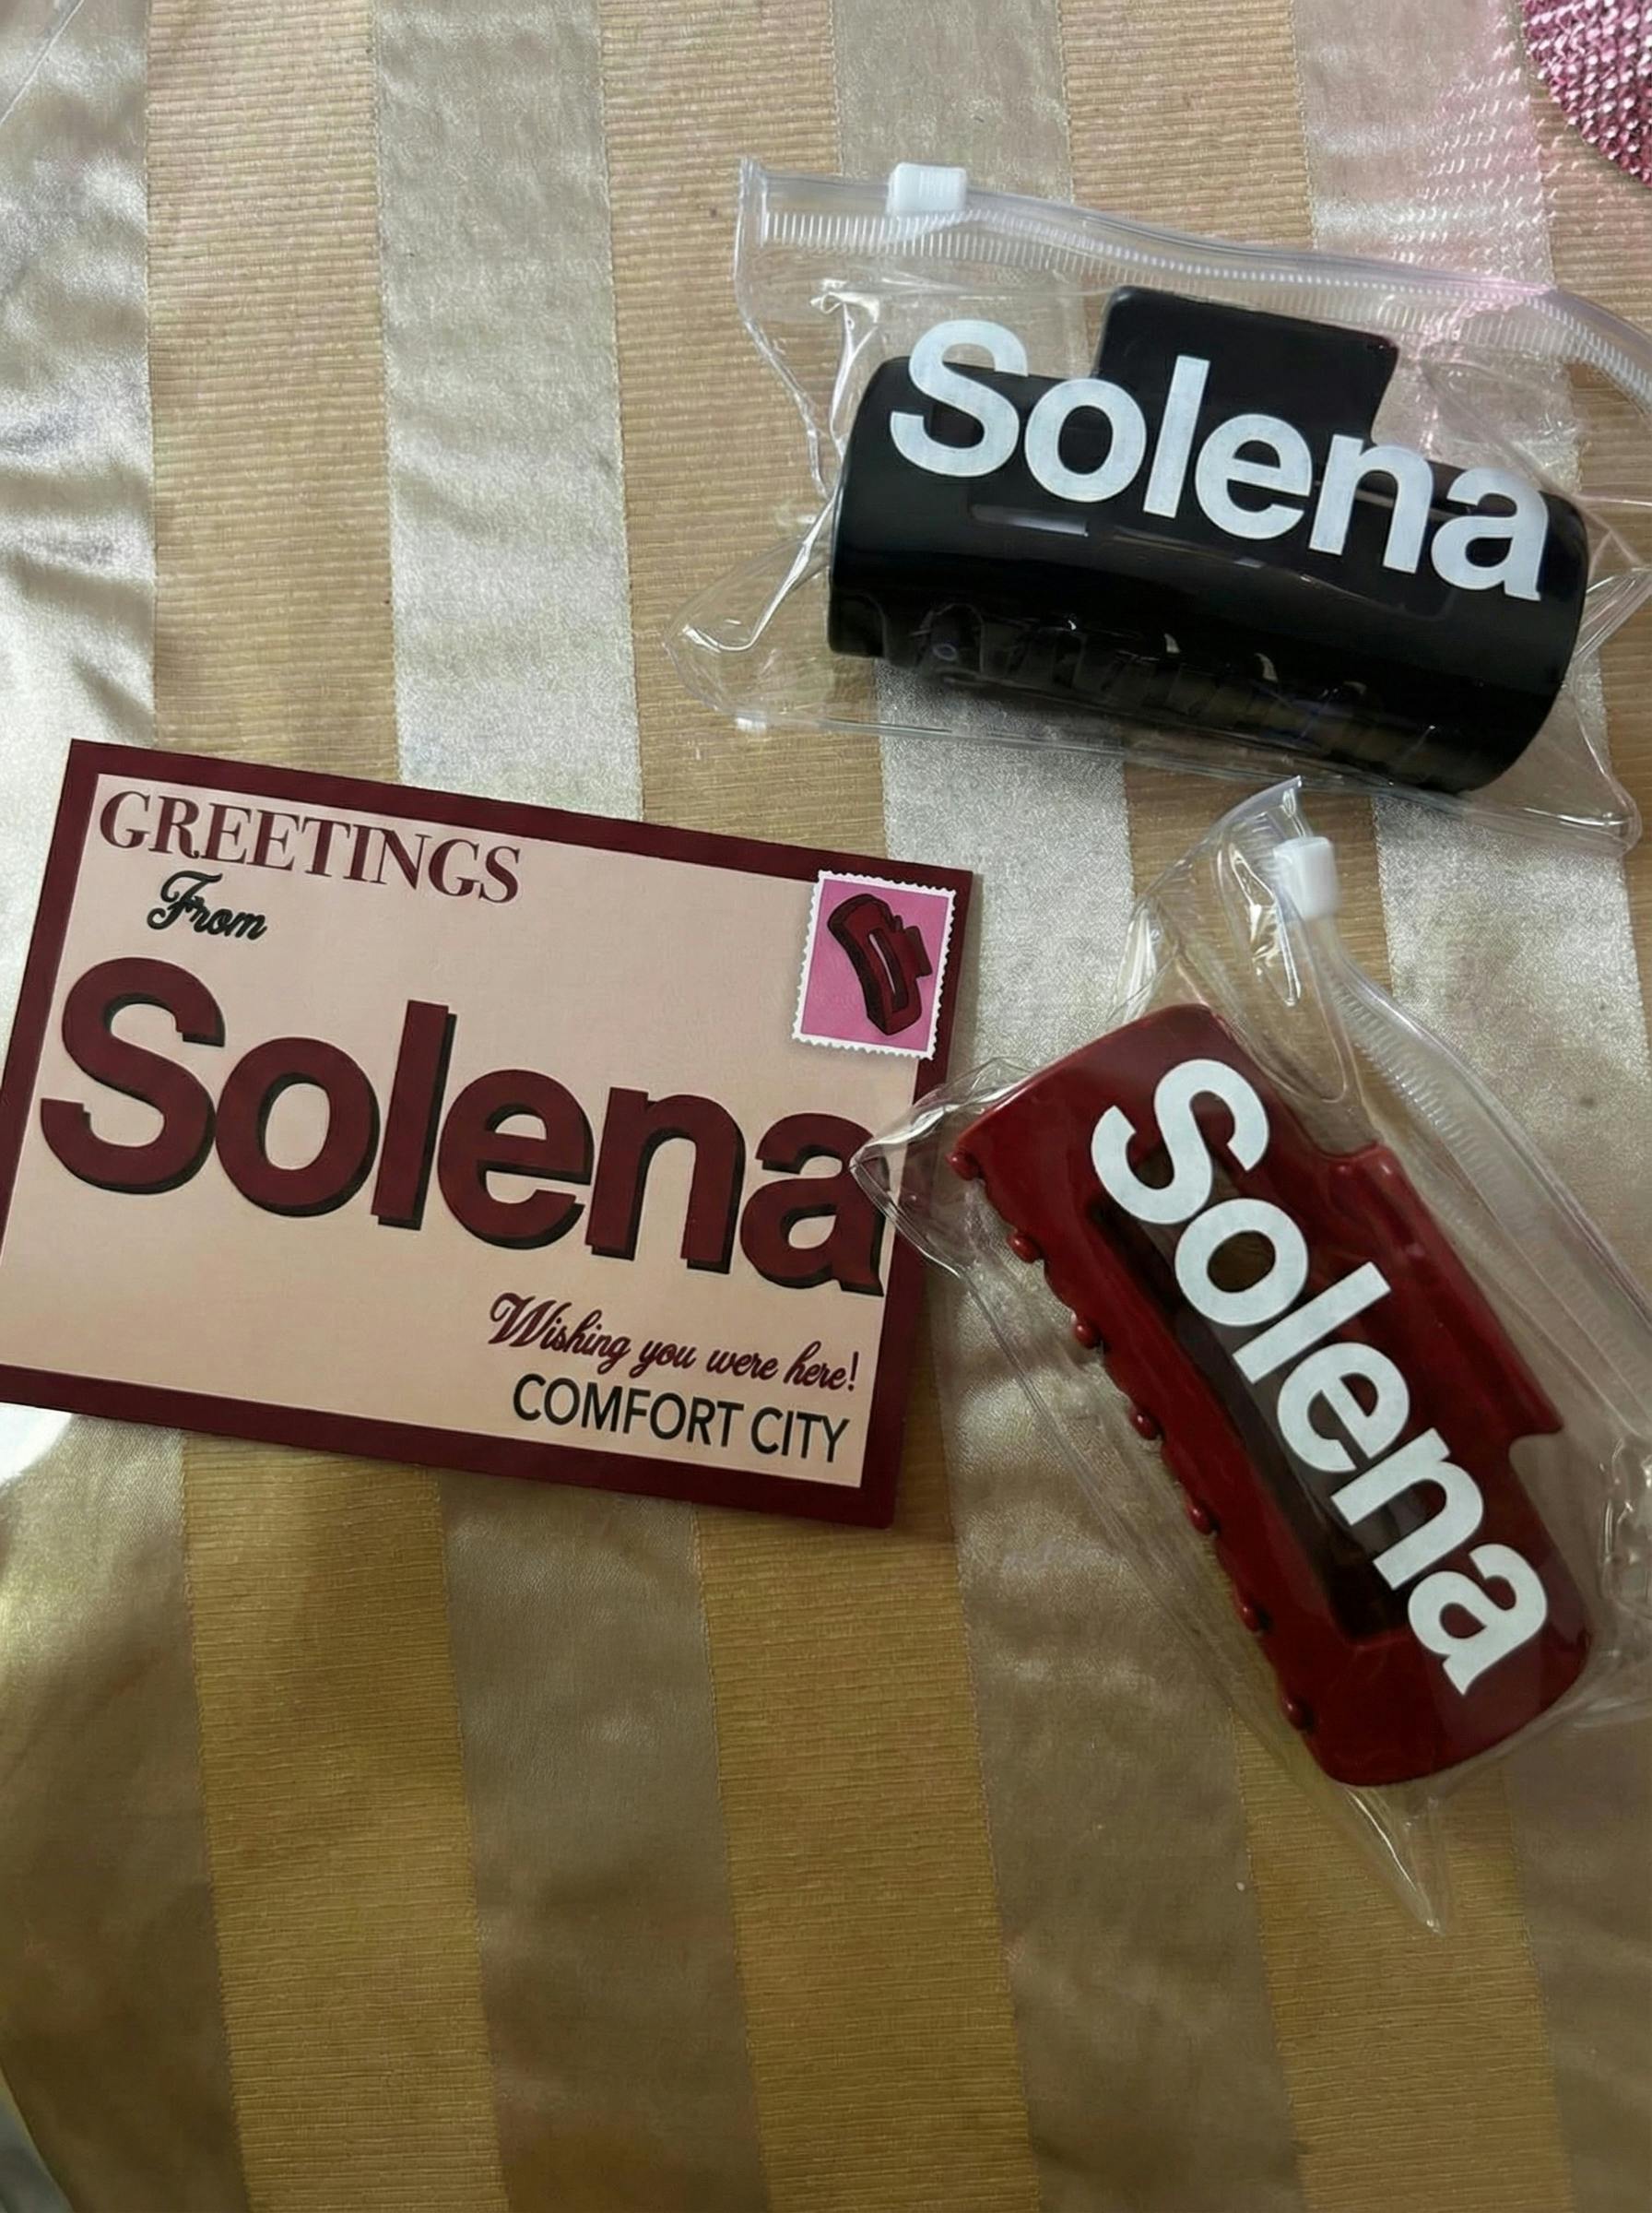 Solena
GREETINGS
From
Solena
Wishing you were here!
COMFORT CITY
Solena